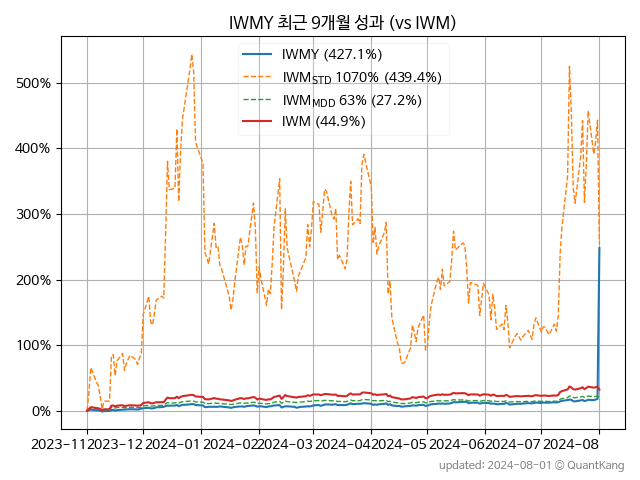 IWMY 최근 9개월 성과 (vs IWM)
IWMY (427.1%)
IWM_STD 1070% (439.4%)
IWM_MDD 63% (27.2%)
IWM (44.9%)
500%
400%
300%
200%
100%
0%
2023-11 2023-12 2024-01 2024-02 2024-03 2024-04 2024-05 2024-06 2024-07 2024-08
updated: 2024-08-01 © QuantKang